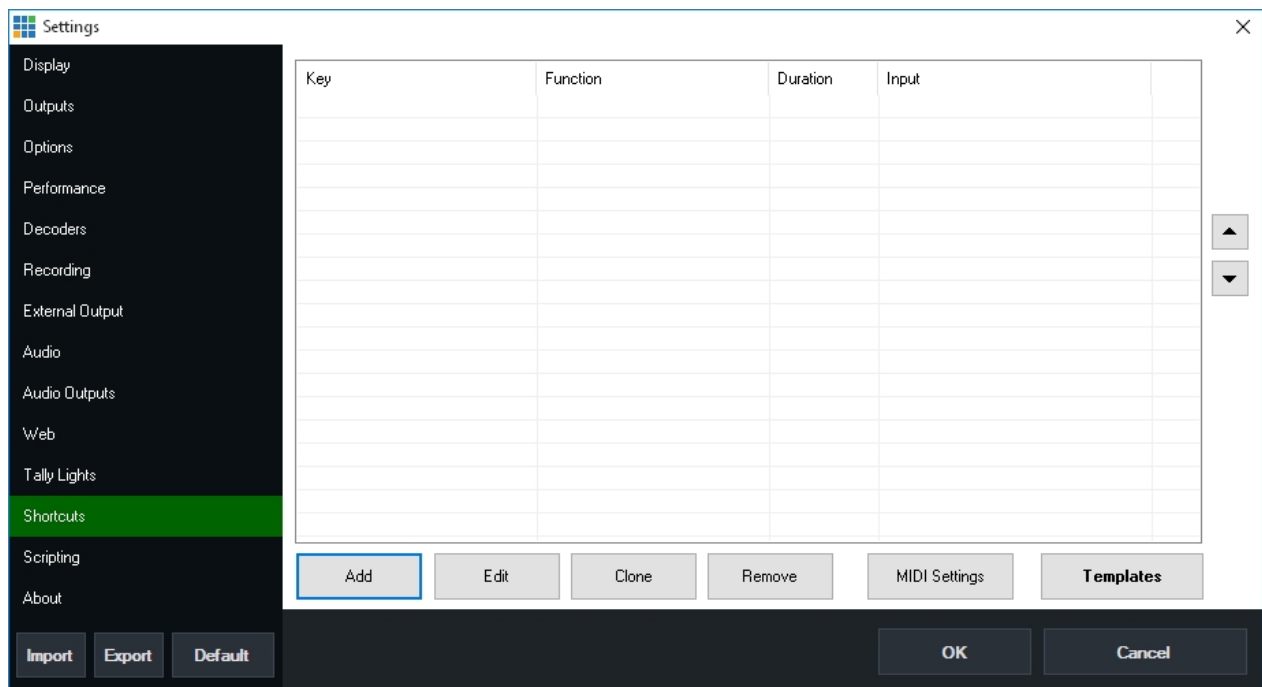 Settings
Display
Outputs
Options
Performance
Decoders
Recording
External Output
Audio
Audio Outputs
Web
Tally Lights
Shortcuts
Scripting
About
Import Export Default
Key Function Duration Input
Add Edit Clone Remove MIDI Settings Templates
OK Cancel